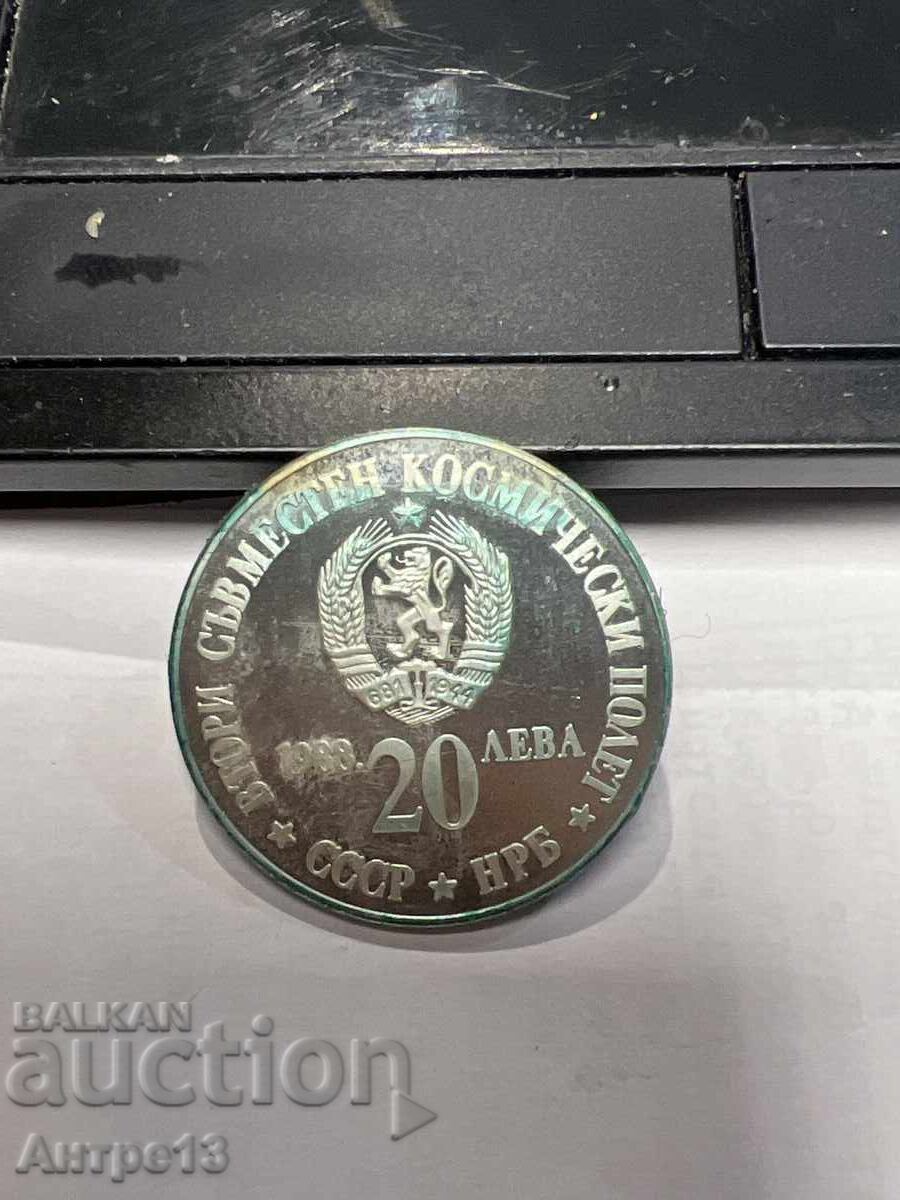 ВТОРИ СЪВМЕСТЕН КОСМИЧЕСКИ ПОЛЕТ
681 1944
1988. 20 ЛЕВА
★ СССР ★ НРБ ★
BALKAN
auction
Антре13